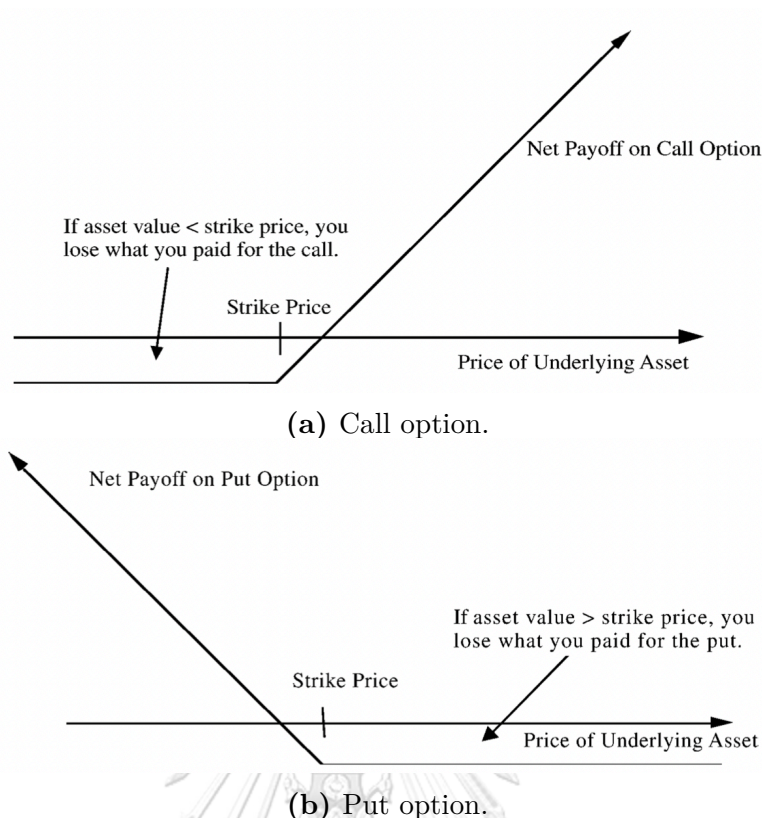 Net Payoff on Call Option
If asset value < strike price, you
lose what you paid for the call.
Strike Price
Price of Underlying Asset
(a) Call option.
Net Payoff on Put Option
If asset value > strike price, you
lose what you paid for the put.
Strike Price
Price of Underlying Asset
(b) Put option.